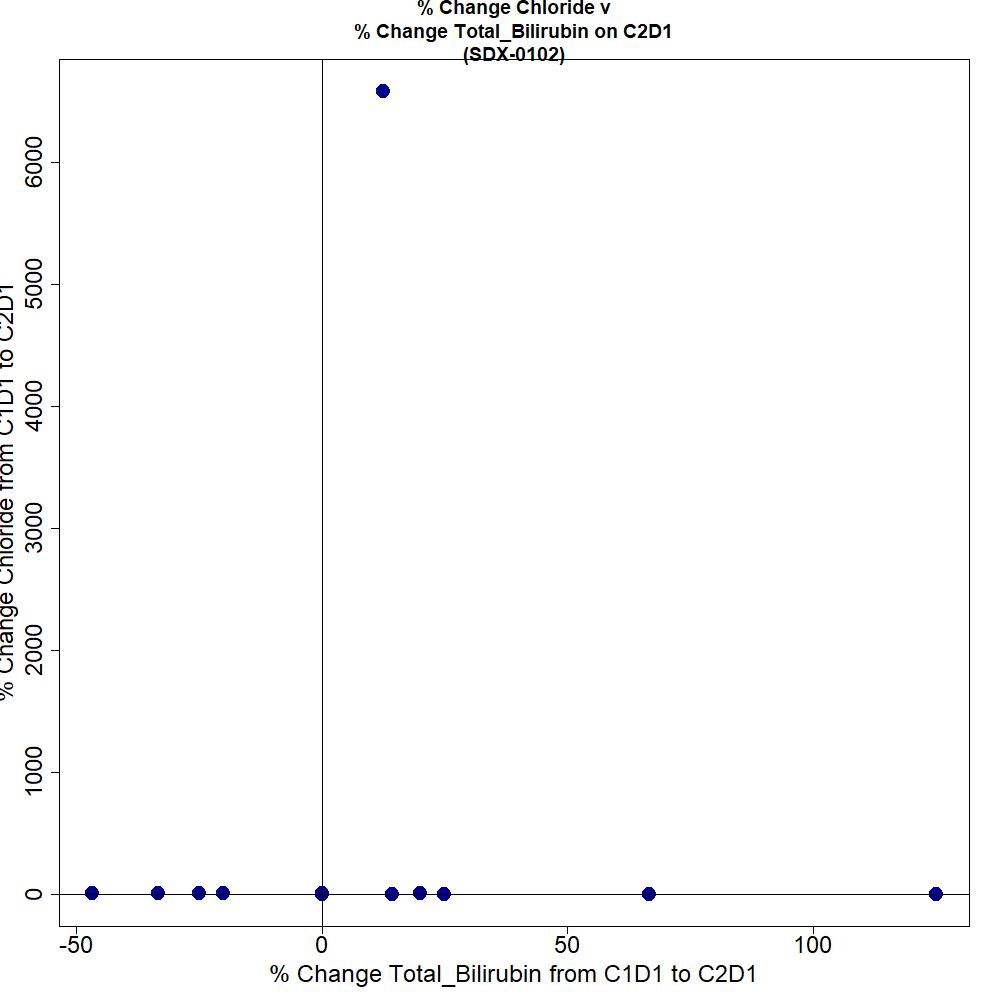 % Change Chloride v
% Change Total_Bilirubin on C2D1
(SDX-0102)
% Change Chloride from C1D1 to C2D1
6000
5000
4000
3000
2000
1000
0
-50
0
50
100
% Change Total_Bilirubin from C1D1 to C2D1